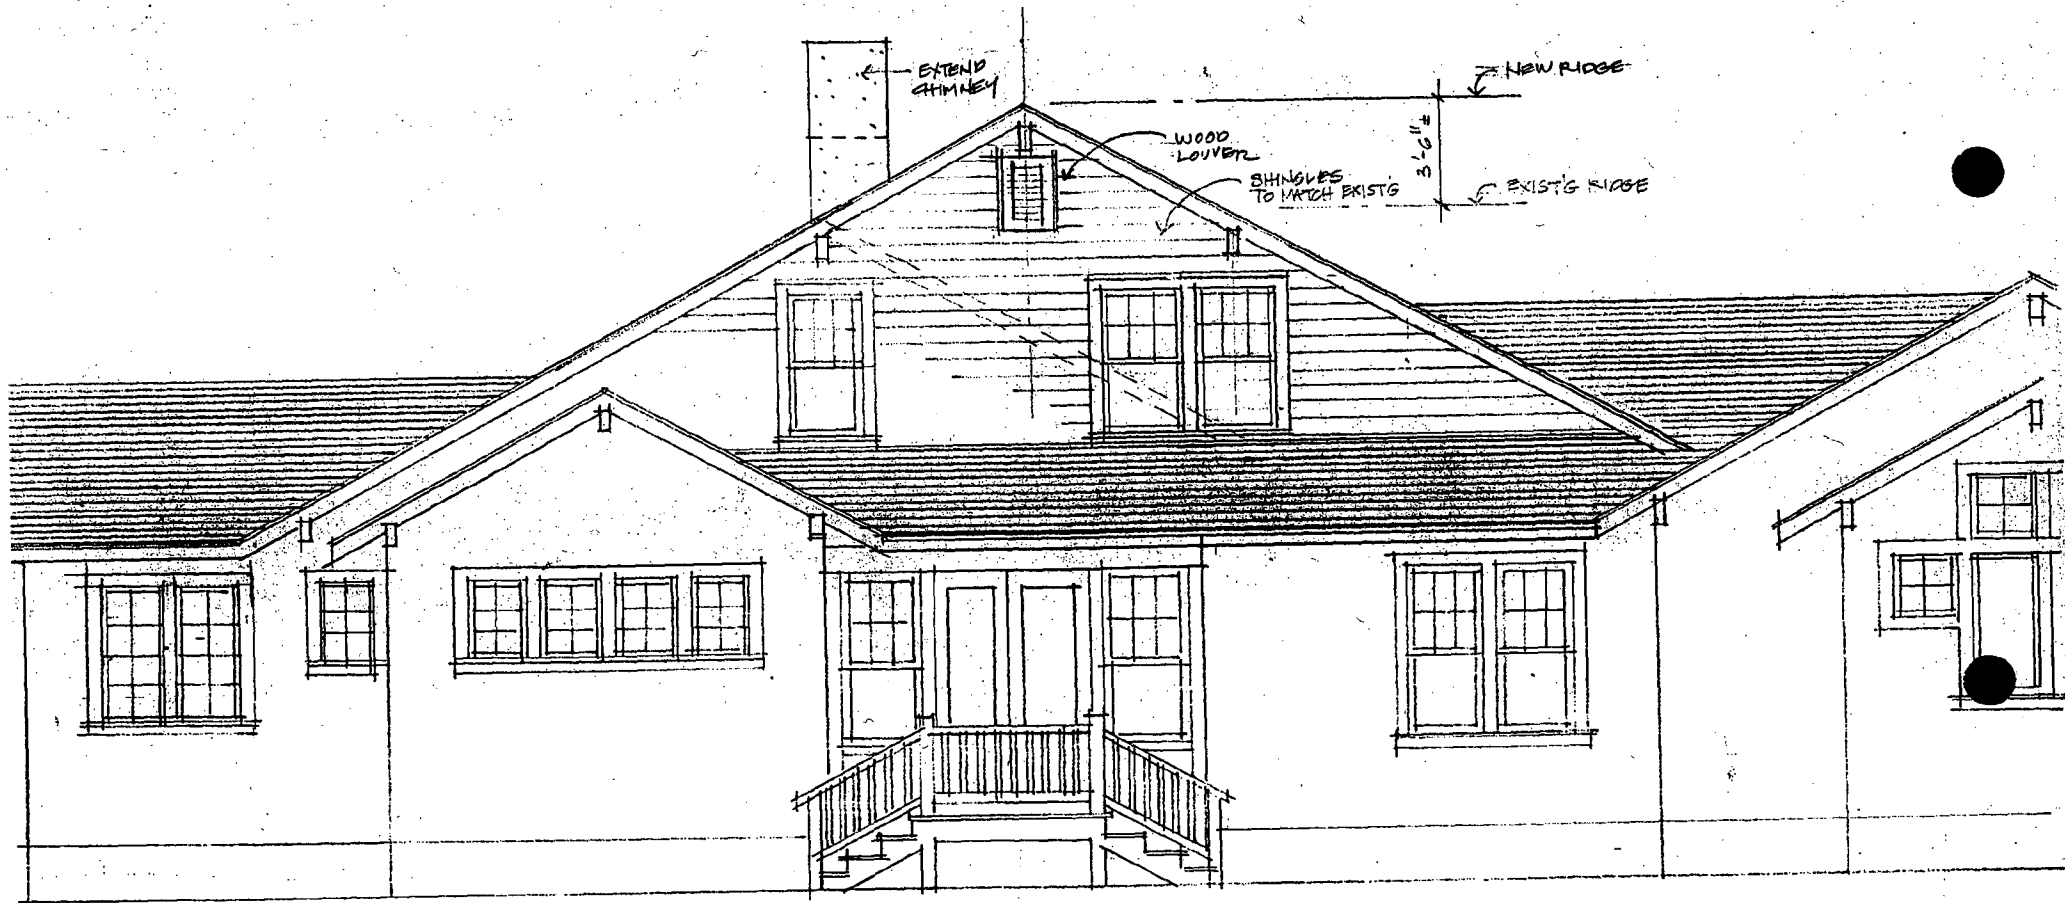 EXTEND
CHIMNEY
NEW RIDGE
3'-6" ±
WOOD
LOUVER
SHINGLES
TO MATCH EXIST'G
EXIST'G RIDGE